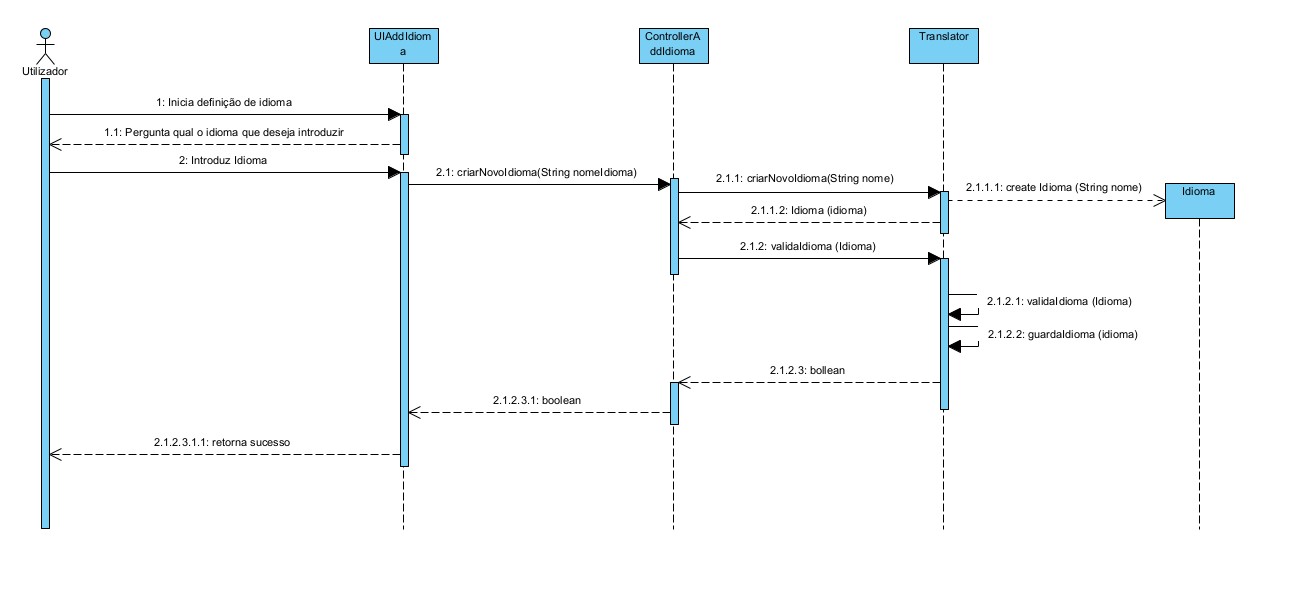 Utilizador
UIAddIdiom
a
ControllerA
ddIdioma
Translator
1: Inicia definição de idioma
1.1: Pergunta qual o idioma que deseja introduzir
2: Introduz Idioma
2.1: criarNovoIdioma(String nomeIdioma)
2.1.1: criarNovoIdioma(String nome)
2.1.1.1: create Idioma (String nome)
Idioma
2.1.1.2: Idioma (idioma)
2.1.2: validaIdioma (Idioma)
2.1.2.1: validaIdioma (Idioma)
2.1.2.2: guardaIdioma (idioma)
2.1.2.3: bollean
2.1.2.3.1: boolean
2.1.2.3.1.1: retorna sucesso